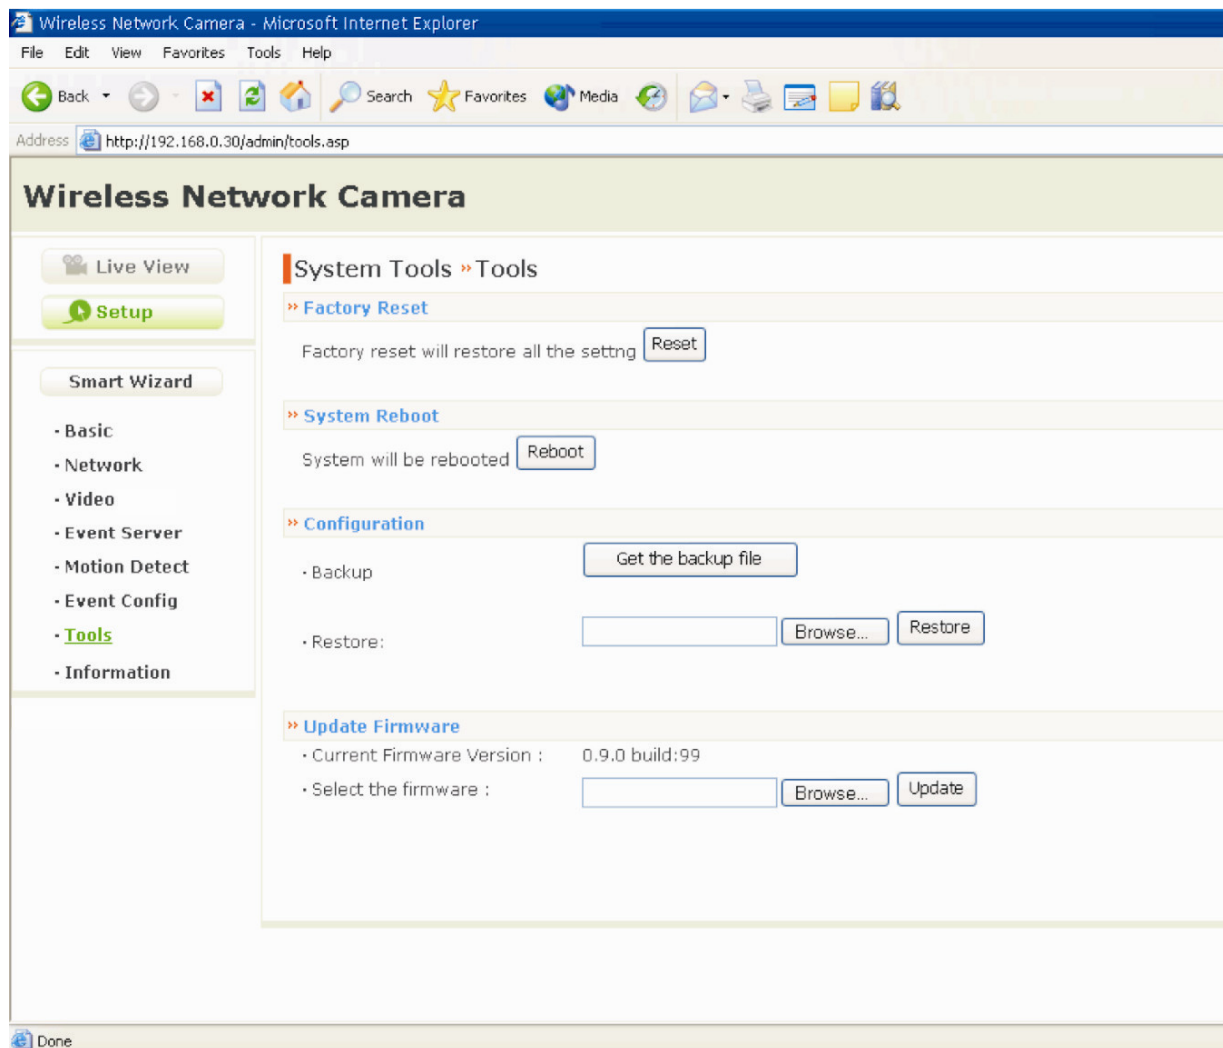 Wireless Network Camera - Microsoft Internet Explorer
File Edit View Favorites Tools Help
Back Search Favorites Media
Address http://192.168.0.30/admin/tools.asp
Wireless Network Camera
Live View
Setup
Smart Wizard
· Basic
· Network
· Video
· Event Server
· Motion Detect
· Event Config
· Tools
· Information
System Tools » Tools
» Factory Reset
Factory reset will restore all the settng Reset
» System Reboot
System will be rebooted Reboot
» Configuration
· Backup Get the backup file
· Restore: Browse... Restore
» Update Firmware
· Current Firmware Version : 0.9.0 build:99
· Select the firmware : Browse... Update
Done